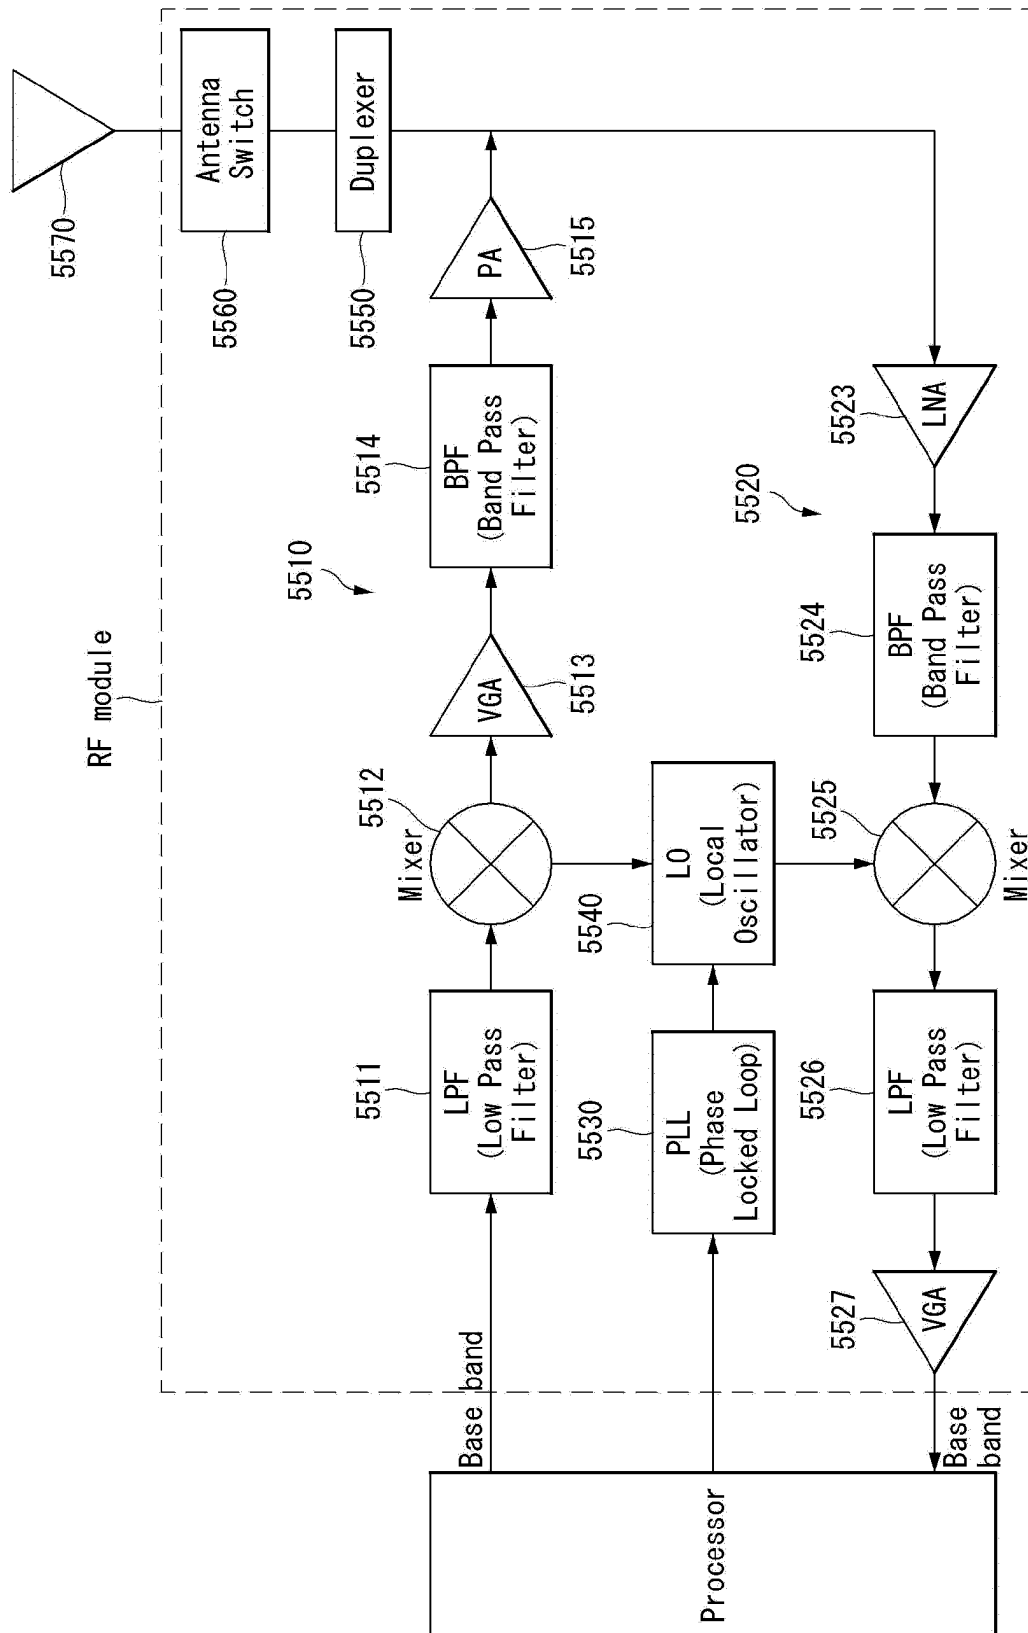 RF module
5570
Antenna
Switch
5560
Duplexer
5550
5510
Base band
LPF
(Low Pass
Filter)
5511
Mixer
5512
VGA
5513
BPF
(Band Pass
Filter)
5514
PA
5515
Processor
PLL
(Phase
Locked Loop)
5530
LO
(Local
Oscillator)
5540
5520
LNA
5523
BPF
(Band Pass
Filter)
5524
Mixer
5525
LPF
(Low Pass
Filter)
5526
VGA
5527
Base
band